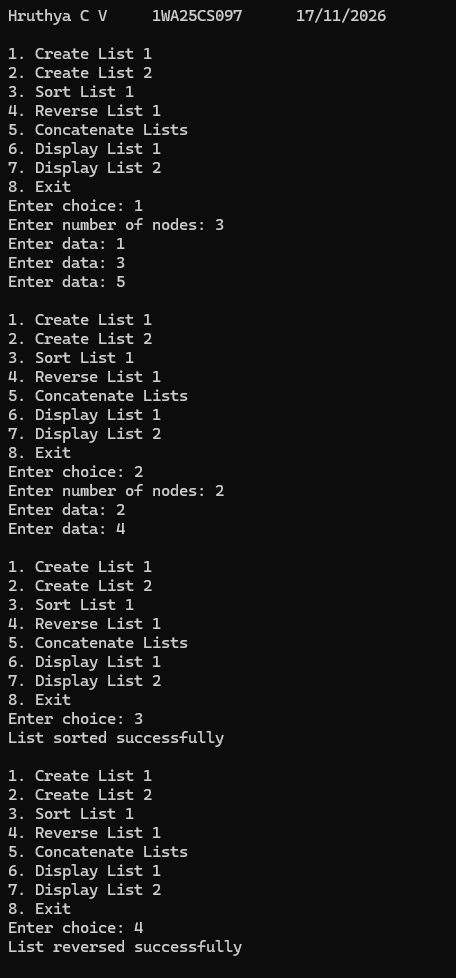 Hruthya C V     1WA25CS097      17/11/2026
1. Create List 1
2. Create List 2
3. Sort List 1
4. Reverse List 1
5. Concatenate Lists
6. Display List 1
7. Display List 2
8. Exit
Enter choice: 1
Enter number of nodes: 3
Enter data: 1
Enter data: 3
Enter data: 5
1. Create List 1
2. Create List 2
3. Sort List 1
4. Reverse List 1
5. Concatenate Lists
6. Display List 1
7. Display List 2
8. Exit
Enter choice: 2
Enter number of nodes: 2
Enter data: 2
Enter data: 4
1. Create List 1
2. Create List 2
3. Sort List 1
4. Reverse List 1
5. Concatenate Lists
6. Display List 1
7. Display List 2
8. Exit
Enter choice: 3
List sorted successfully
1. Create List 1
2. Create List 2
3. Sort List 1
4. Reverse List 1
5. Concatenate Lists
6. Display List 1
7. Display List 2
8. Exit
Enter choice: 4
List reversed successfully